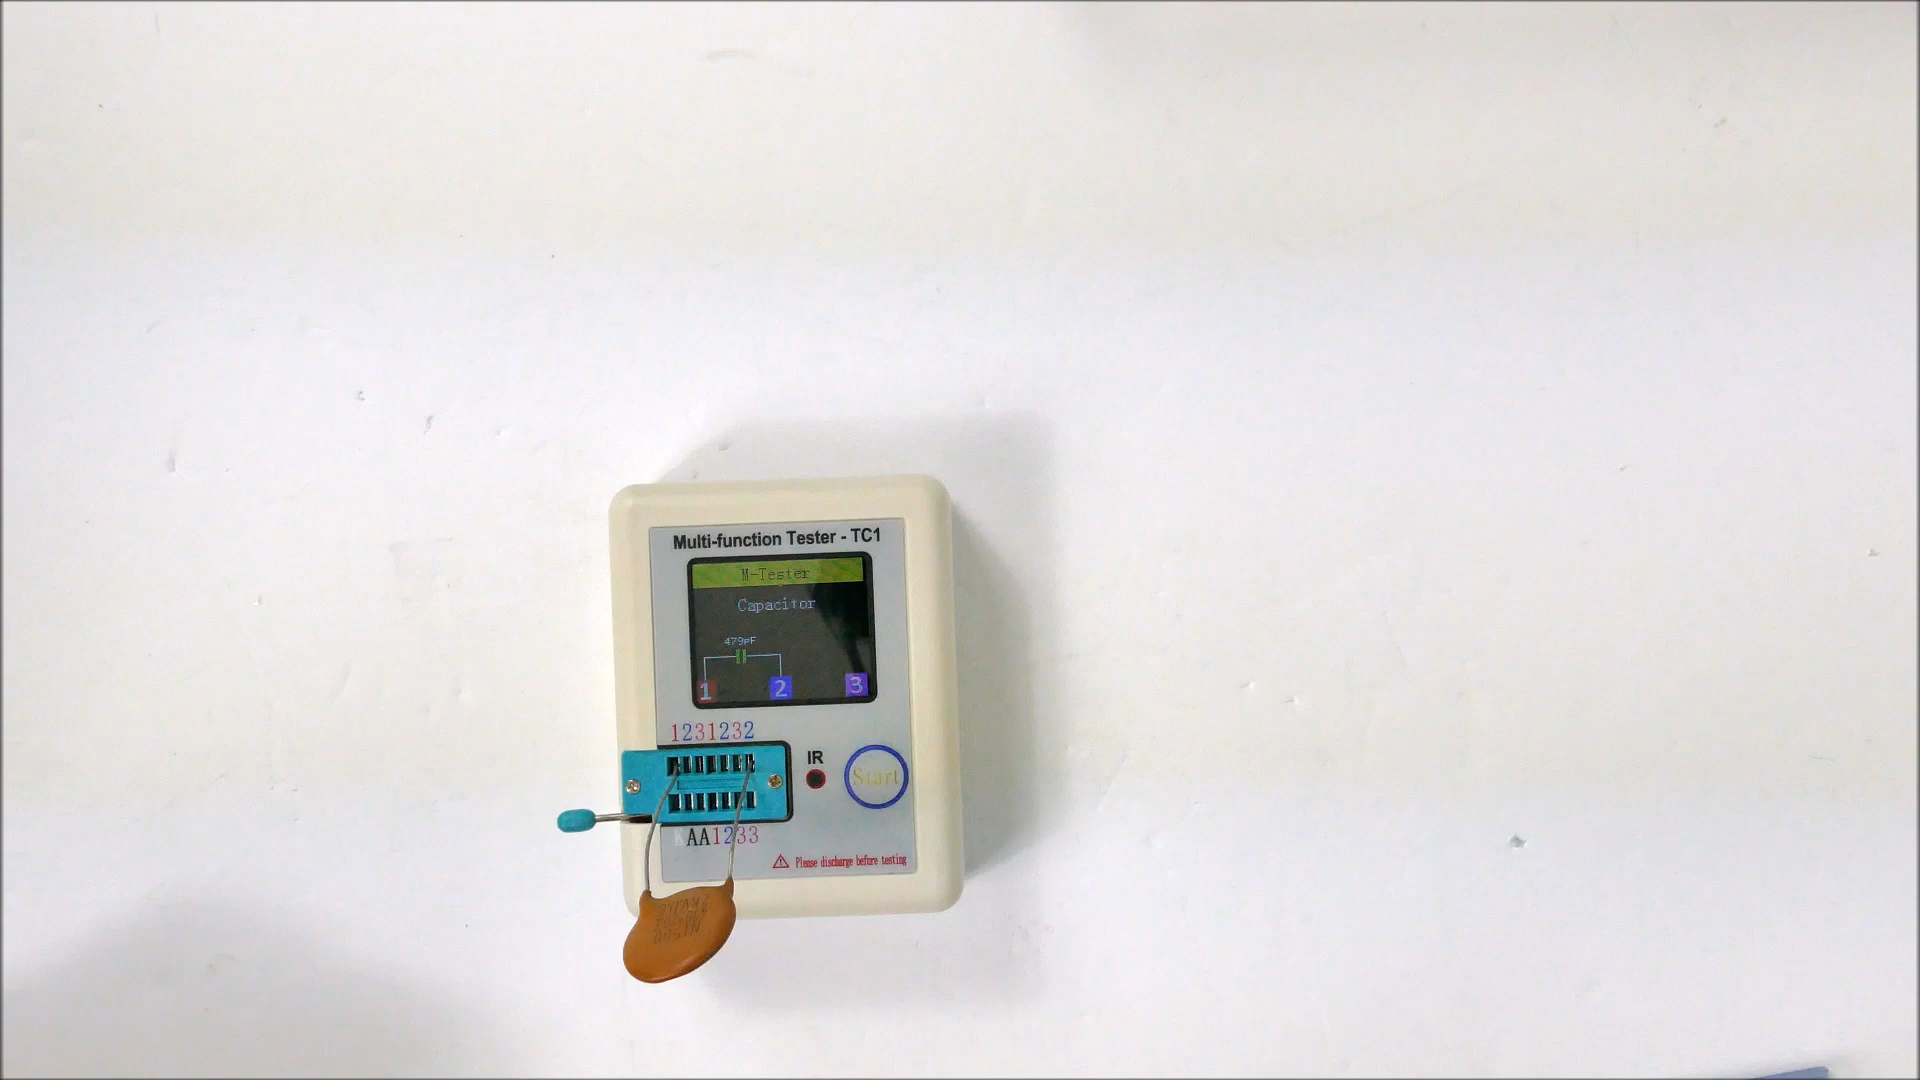 Multi-function Tester - TC1
M-Tester
Capacitor
479pF
1 2 3
1231232
IR
Start
KAA1233
Please discharge before testing